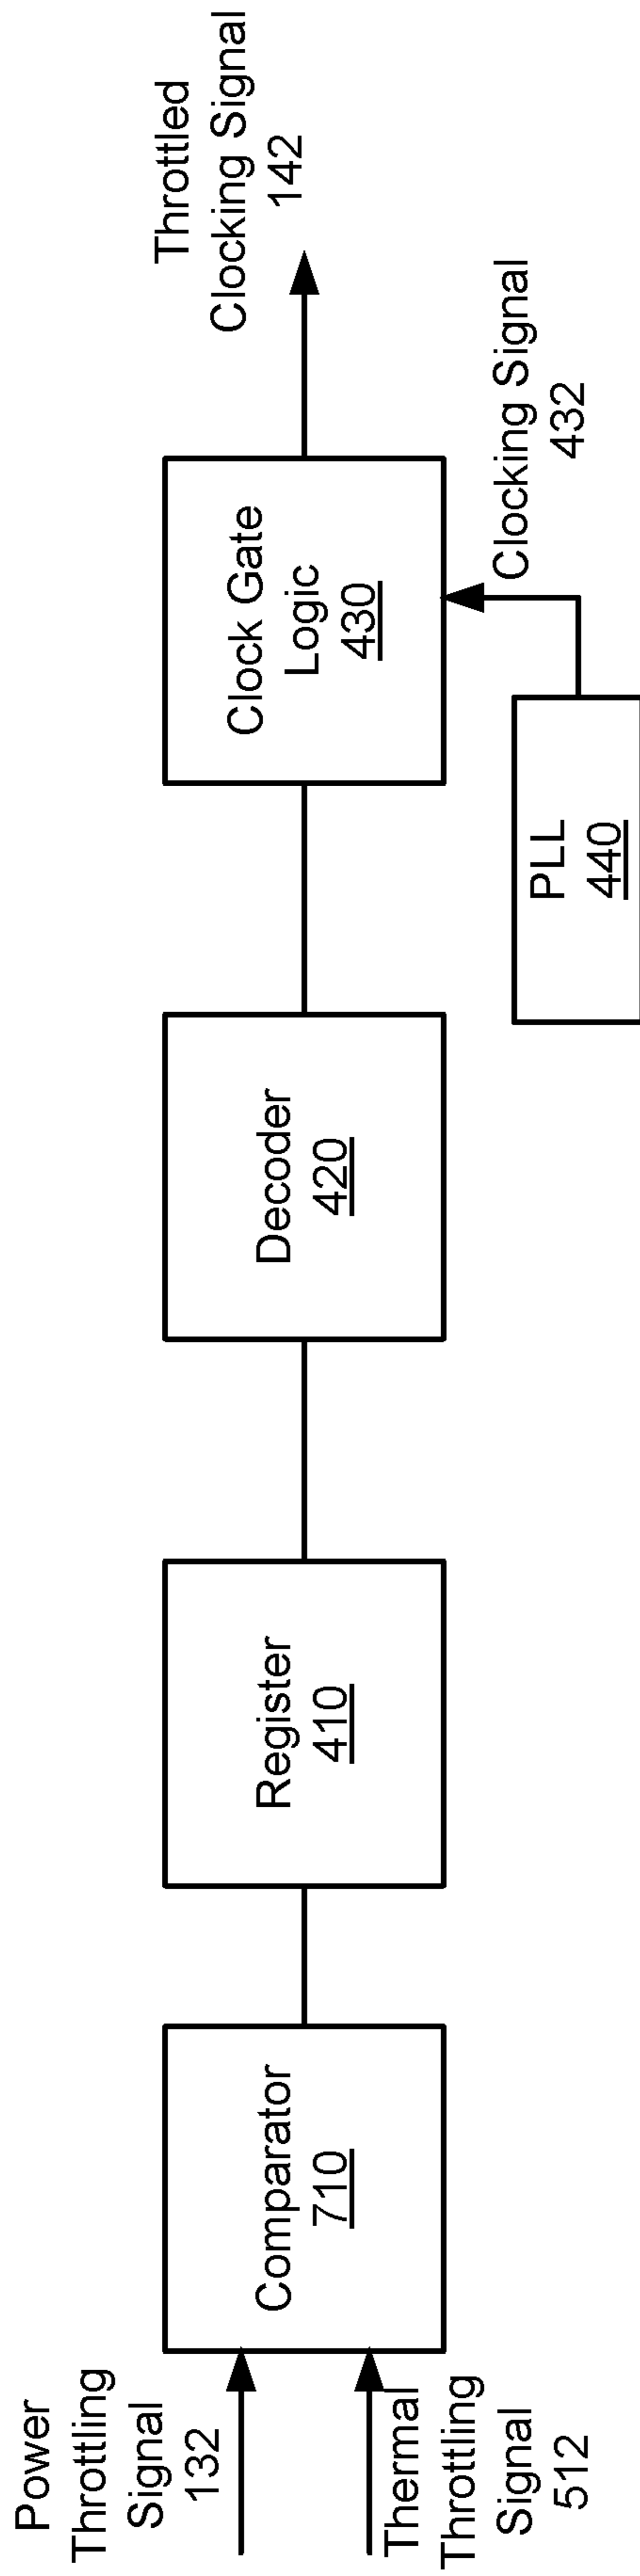 Power
Throttling
Signal
132
Thermal
Throttling
Signal
512
Comparator
710
Register
410
Decoder
420
Clock Gate
Logic
430
PLL
440
Clocking Signal
432
Throttled
Clocking Signal
142